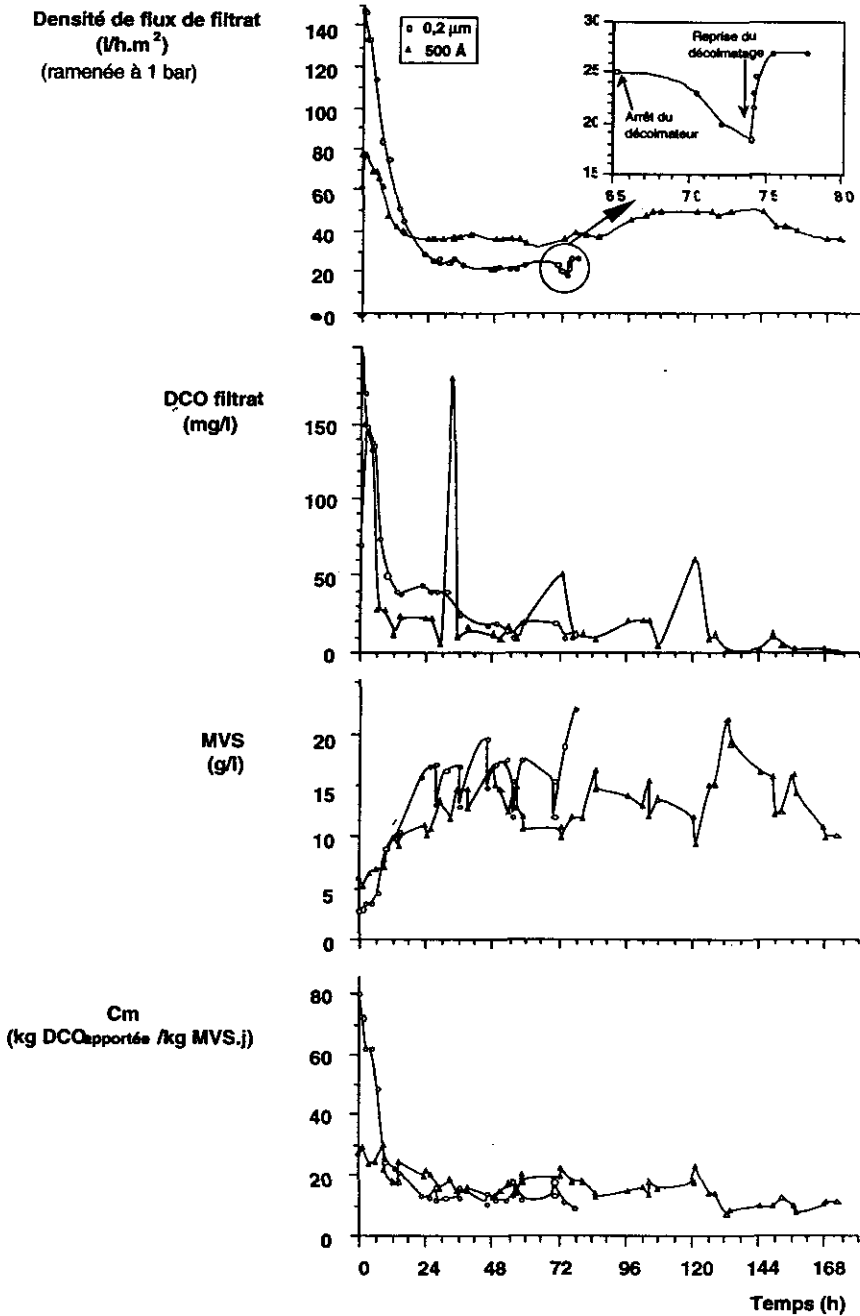 Densité de flux de filtrat
(l/h.m²)
(ramenée à 1 bar)
140
120
100
80
60
40
20
0
0,2 µm
500 Å
30
25
20
15
Reprise du
décolmatage
Arrêt du
décolmateur
65
70
75
80
DCO filtrat
(mg/l)
150
100
50
0
MVS
(g/l)
20
15
10
5
0
Cm
(kg DCO apportée /kg MVS.j)
80
60
40
20
0
0 24 48 72 96 120 144 168
Temps (h)